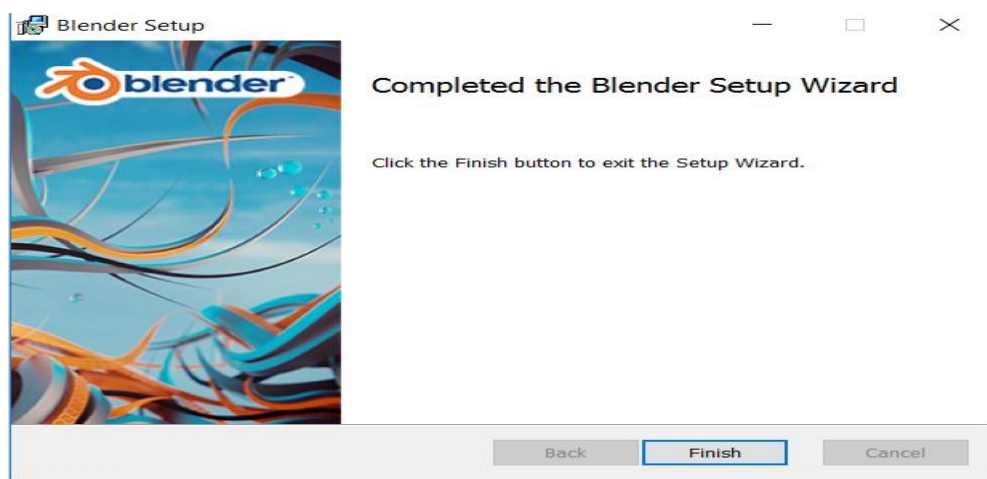 Blender Setup
blender
Completed the Blender Setup Wizard
Click the Finish button to exit the Setup Wizard.
Back
Finish
Cancel